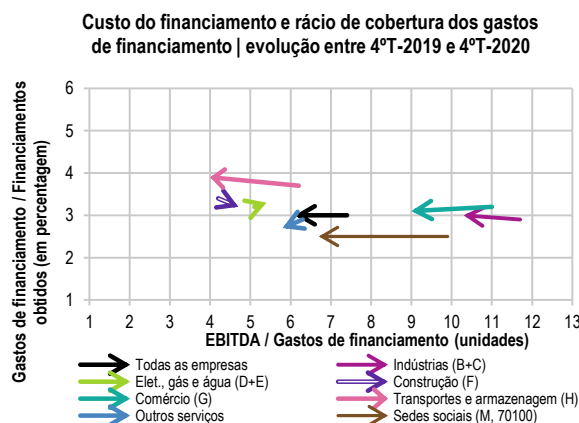 Custo do financiamento e rácio de cobertura dos gastos
de financiamento | evolução entre 4ºT-2019 e 4ºT-2020
Gastos de financiamento / Financiamentos
obtidos (em percentagem)
6
5
4
3
2
1
1 2 3 4 5 6 7 8 9 10 11 12 13
EBITDA / Gastos de financiamento (unidades)
Todas as empresas
Indústrias (B+C)
Elet., gás e água (D+E)
Construção (F)
Comércio (G)
Transportes e armazenagem (H)
Outros serviços
Sedes sociais (M, 70100)